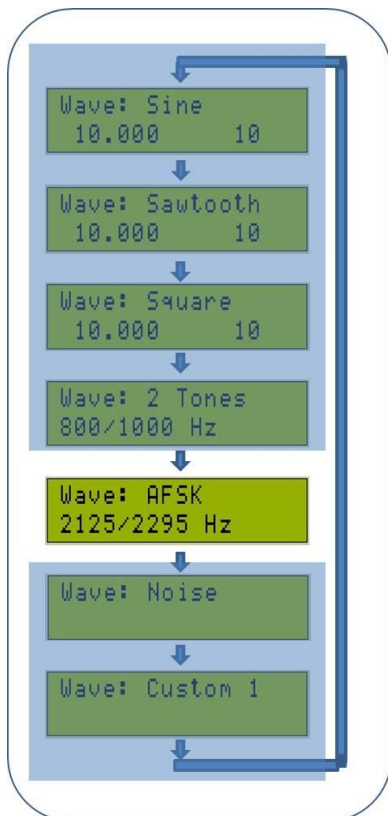 Wave: Sine
10.000 10
Wave: Sawtooth
10.000 10
Wave: Square
10.000 10
Wave: 2 Tones
800/1000 Hz
Wave: AFSK
2125/2295 Hz
Wave: Noise
Wave: Custom 1